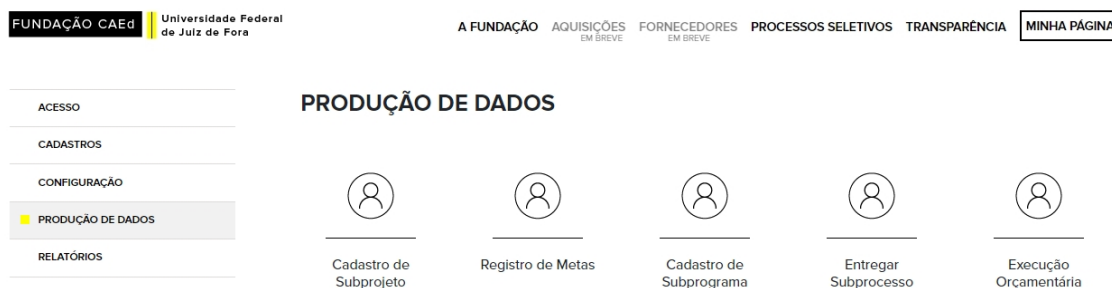 FUNDAÇÃO CAEd
Universidade Federal
de Juiz de Fora
A FUNDAÇÃO AQUISIÇÕES FORNECEDORES PROCESSOS SELETIVOS TRANSPARÊNCIA MINHA PÁGINA
EM BREVE EM BREVE
PRODUÇÃO DE DADOS
ACESSO
CADASTROS
CONFIGURAÇÃO
PRODUÇÃO DE DADOS
RELATÓRIOS
Cadastro de
Subprojeto
Registro de Metas
Cadastro de
Subprograma
Entregar
Subprocesso
Execução
Orçamentária